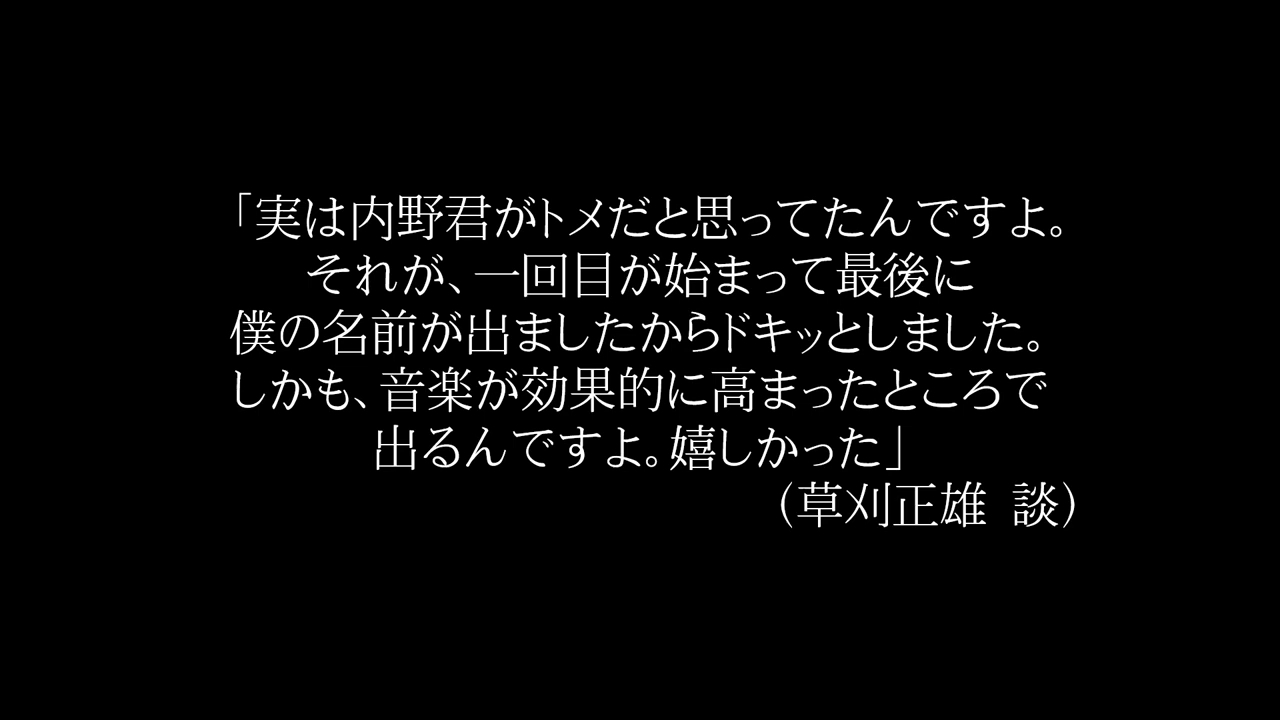 「実は内野君がトメだと思ってたんですよ。
それが、一回目が始まって最後に
僕の名前が出ましたからドキッとしました。
しかも、音楽が効果的に高まったところで
出るんですよ。嬉しかった」
（草刈正雄 談）